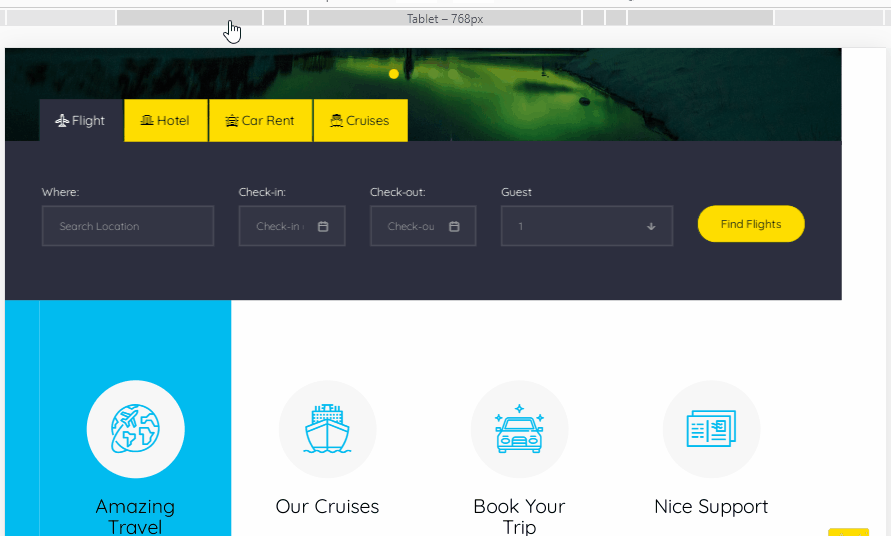 Tablet – 768px
Flight
Hotel
Car Rent
Cruises
Where:
Check-in:
Check-out:
Guest
Search Location
Check-in
Check-ou
1
Find Flights
Amazing
Travel
Our Cruises
Book Your
Trip
Nice Support